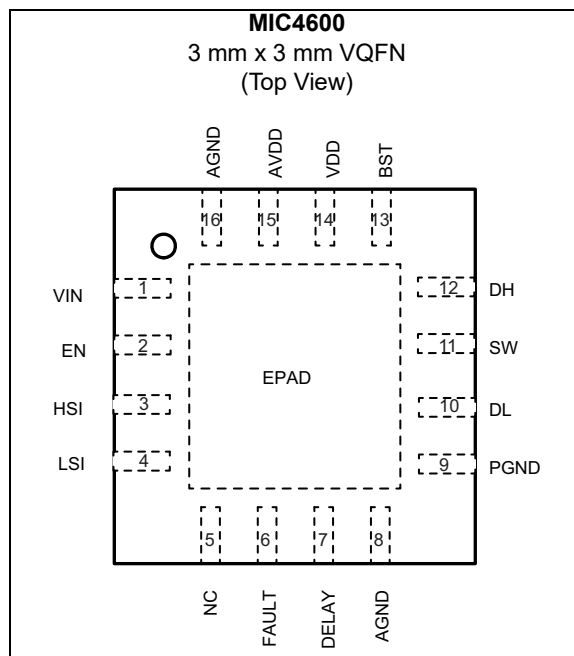 MIC4600
3 mm x 3 mm VQFN
(Top View)
AGND
AVDD
VDD
BST
16
15
14
13
VIN
1
12
DH
EN
2
11
SW
HSI
3
EPAD
10
DL
LSI
4
9
PGND
5
6
7
8
NC
FAULT
DELAY
AGND